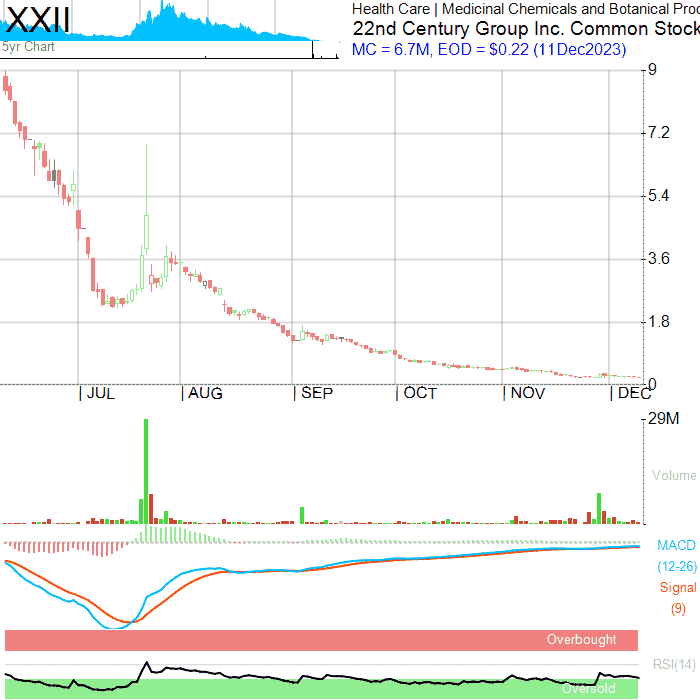 XXII
5yr Chart
Health Care | Medicinal Chemicals and Botanical Prod
22nd Century Group Inc. Common Stock
MC = 6.7M, EOD = $0.22 (11Dec2023)
9
7.2
5.4
3.6
1.8
0
JUL AUG SEP OCT NOV DEC
29M
Volume
MACD
(12-26)
Signal
(9)
Overbought
RSI(14)
Oversold